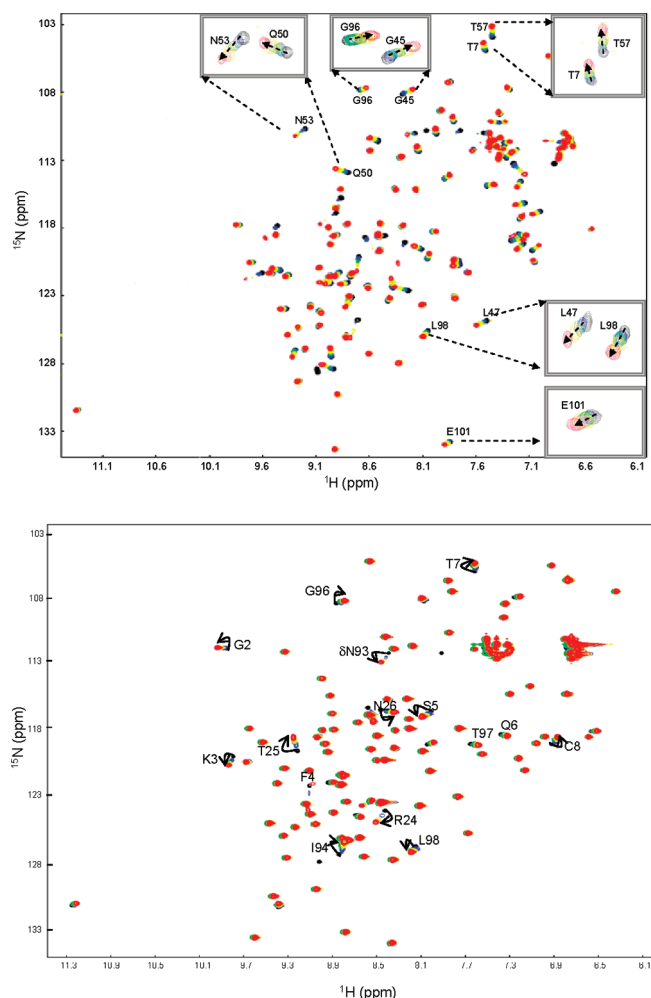 103
108
113
118
123
128
133
15N (ppm)
N53
Q50
G96
G45
T57
T7
T57
T7
G96
G45
N53
Q50
L47
L98
L47
L98
E101
E101
11.1 10.6 10.1 9.6 9.1 8.6 8.1 7.6 7.1 6.6 6.1
1H (ppm)
103
108
113
118
123
128
133
15N (ppm)
T7
G96
G2
δN93
N26
S5
Q6
T97
C8
T25
K3
F4
R24
I94
L98
11.3 10.9 10.5 10.1 9.7 9.3 8.9 8.5 8.1 7.7 7.3 6.9 6.5 6.1
1H (ppm)